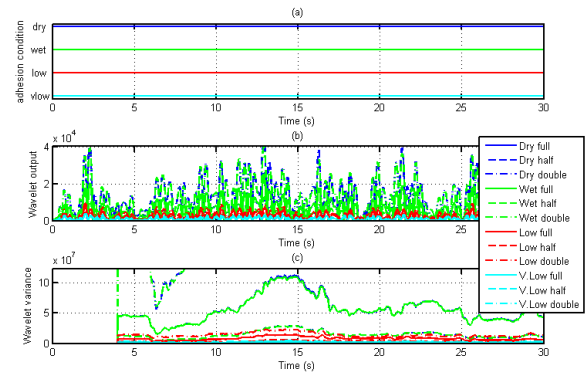 (a)
adhesion condition
dry
wet
low
vlow
0 5 10 15 20 25 30
Time (s)
(b)
x 10^4
Wavelet output
4
2
0
0 5 10 15 20 25
Time (s)
Dry full
Dry half
Dry double
Wet full
Wet half
Wet double
Low full
Low half
Low double
V.Low full
V.Low half
V.Low double
(c)
x 10^7
Wavelet variance
10
5
0
0 5 10 15 20 25 30
Time (s)